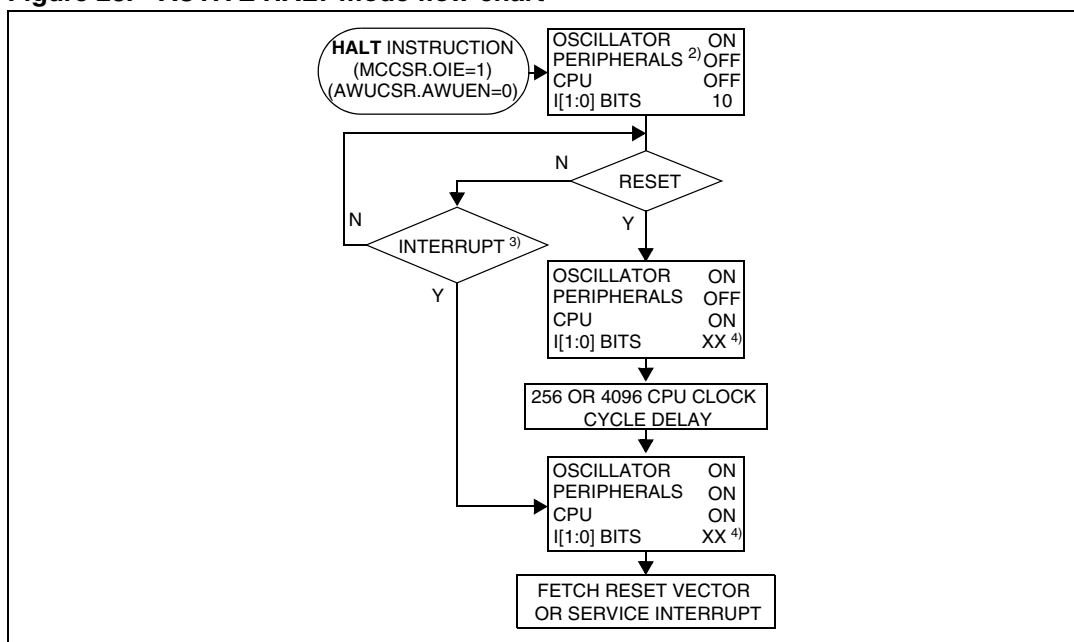 Figure ACTIVE HALT mode flow-chart
HALT INSTRUCTION
(MCCSR.OIE=1)
(AWUCSR.AWUEN=0)
OSCILLATOR ON
PERIPHERALS 2) OFF
CPU OFF
I[1:0] BITS 10
N
RESET
N
Y
INTERRUPT 3)
Y
OSCILLATOR ON
PERIPHERALS OFF
CPU ON
I[1:0] BITS XX 4)
256 OR 4096 CPU CLOCK
CYCLE DELAY
OSCILLATOR ON
PERIPHERALS ON
CPU ON
I[1:0] BITS XX 4)
FETCH RESET VECTOR
OR SERVICE INTERRUPT